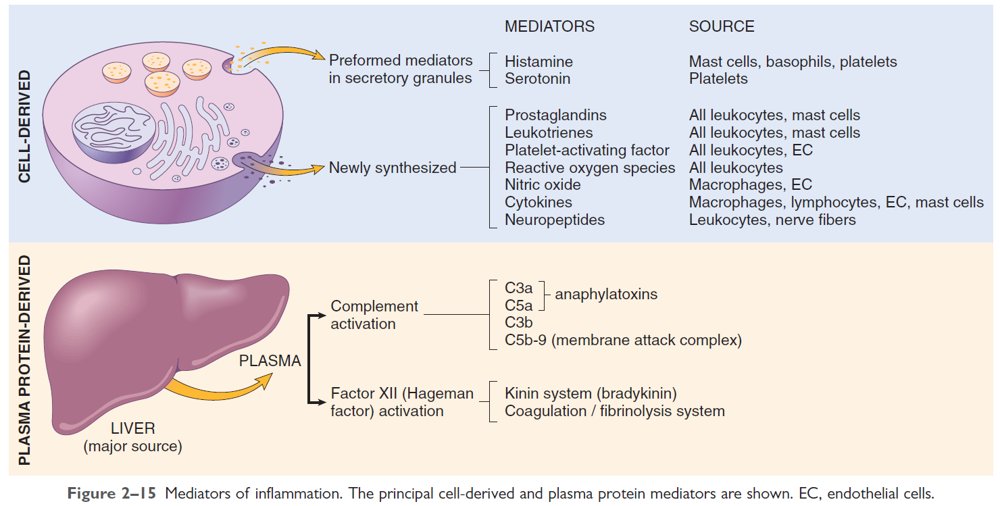 MEDIATORS SOURCE
CELL-DERIVED
Preformed mediators
in secretory granules
Histamine Mast cells, basophils, platelets
Serotonin Platelets
Newly synthesized
Prostaglandins All leukocytes, mast cells
Leukotrienes All leukocytes, mast cells
Platelet-activating factor All leukocytes, EC
Reactive oxygen species All leukocytes
Nitric oxide Macrophages, EC
Cytokines Macrophages, lymphocytes, EC, mast cells
Neuropeptides Leukocytes, nerve fibers
PLASMA PROTEIN-DERIVED
LIVER
(major source)
PLASMA
Complement
activation
C3a
C5a
anaphylatoxins
C3b
C5b-9 (membrane attack complex)
Factor XII (Hageman
factor) activation
Kinin system (bradykinin)
Coagulation / fibrinolysis system
Figure 2–15 Mediators of inflammation. The principal cell-derived and plasma protein mediators are shown. EC, endothelial cells.